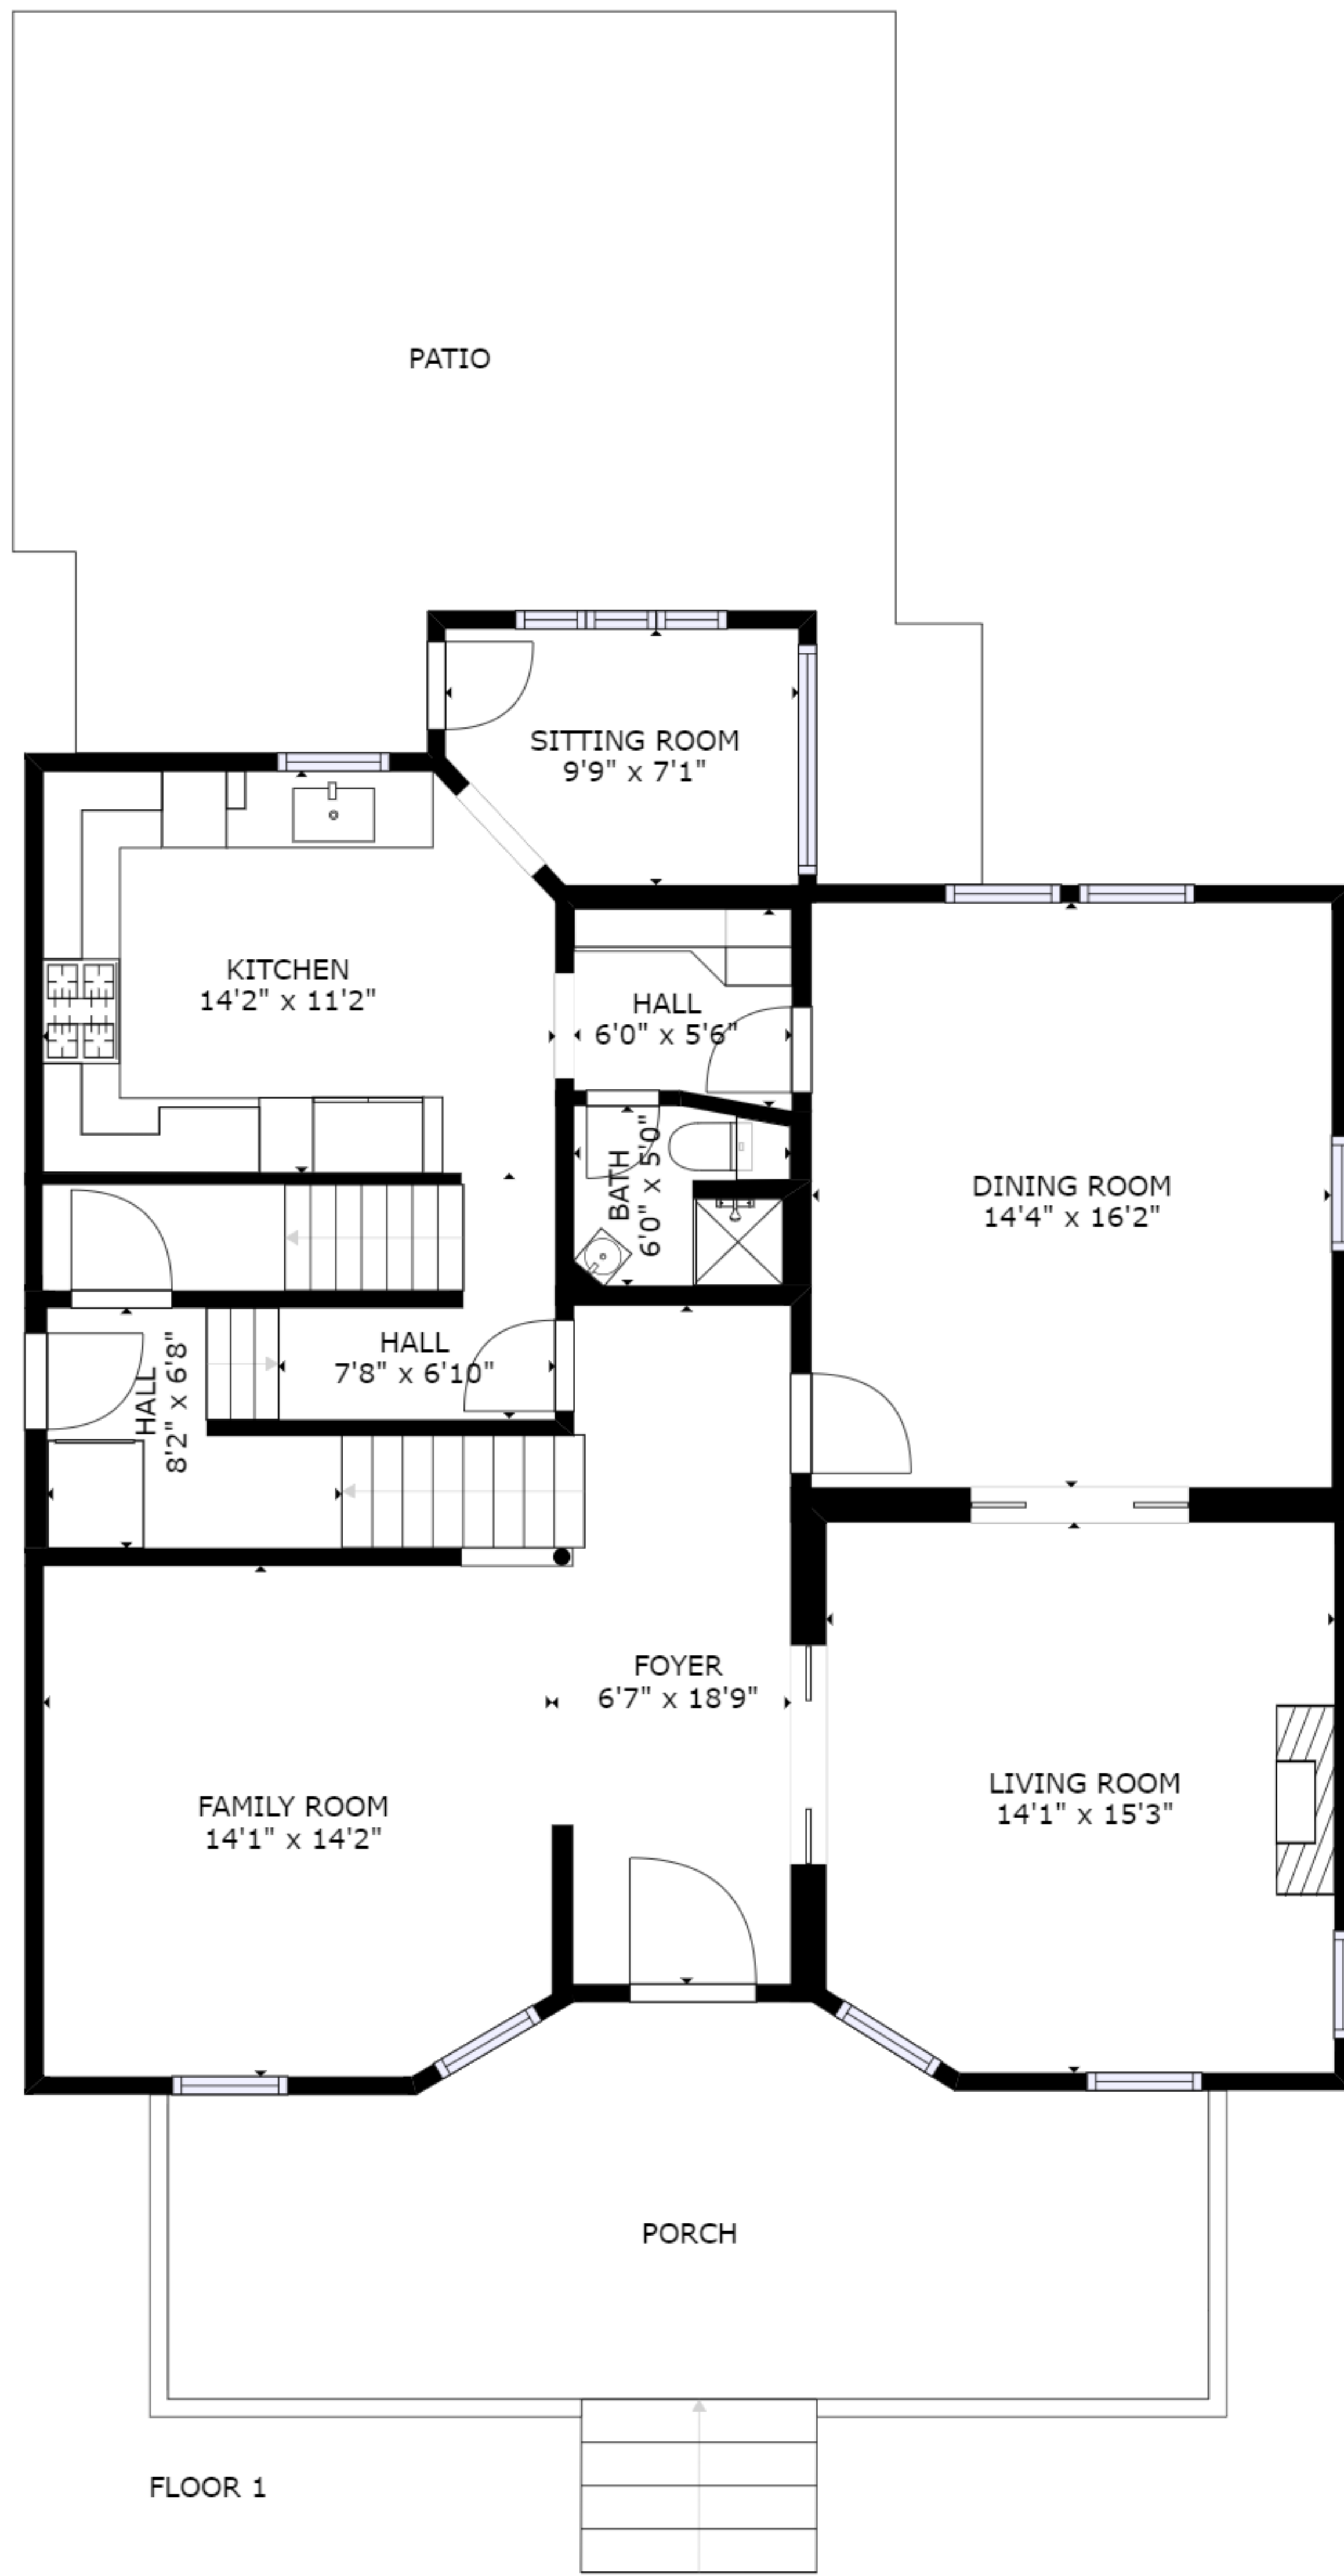 PATIO
SITTING ROOM
9'9" x 7'1"
KITCHEN
14'2" x 11'2"
HALL
6'0" x 5'6"
BATH
6'0" x 5'0"
DINING ROOM
14'4" x 16'2"
HALL
7'8" x 6'10"
HALL
8'2" x 6'8"
FOYER
6'7" x 18'9"
LIVING ROOM
14'1" x 15'3"
FAMILY ROOM
14'1" x 14'2"
PORCH
FLOOR 1